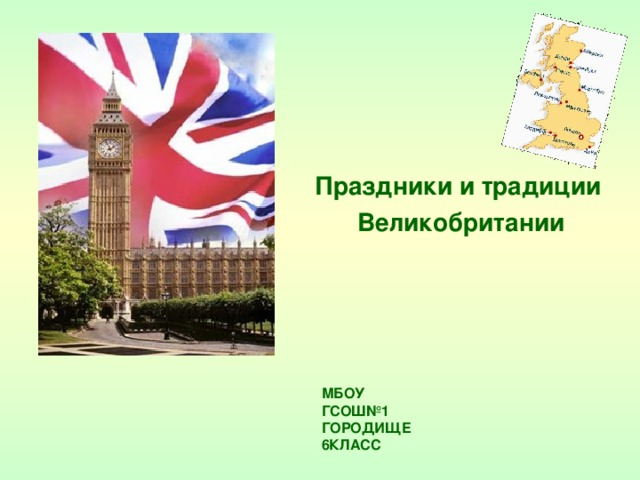 Праздники и традиции
Великобритании
МБОУ
ГСОШ№1
ГОРОДИЩЕ
6КЛАСС